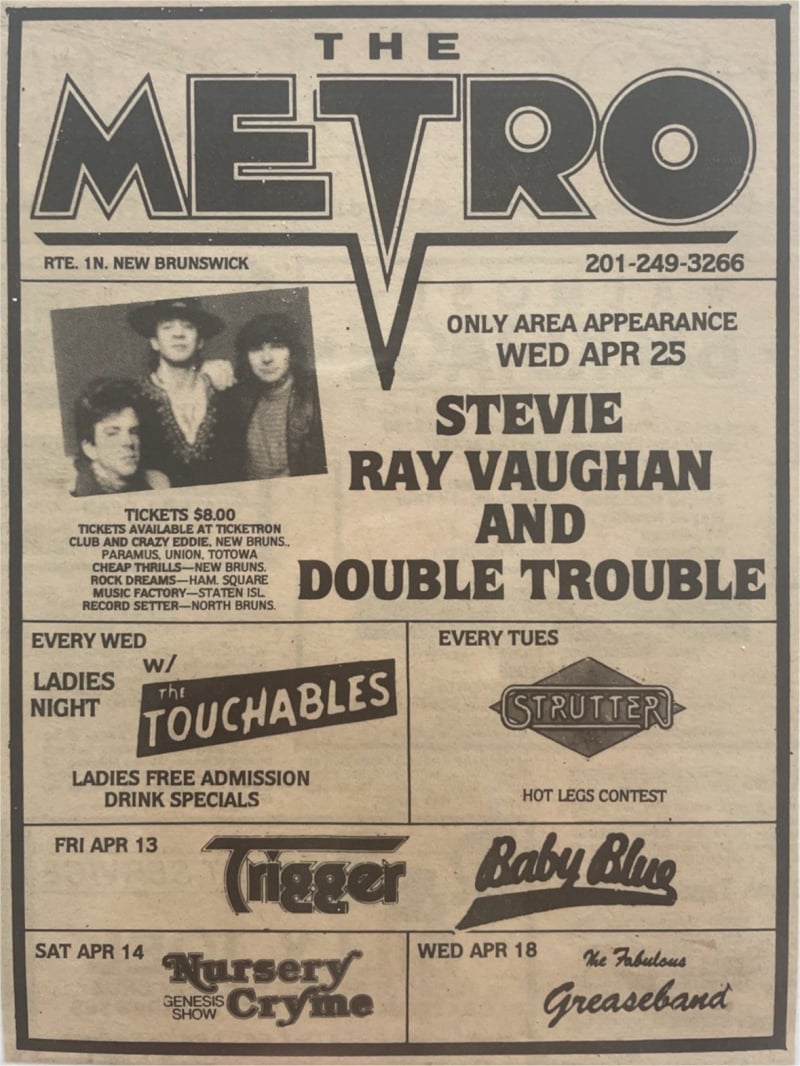 THE
METRO
RTE. 1N. NEW BRUNSWICK
201-249-3266
ONLY AREA APPEARANCE
WED APR 25
STEVIE
RAY VAUGHAN
AND
DOUBLE TROUBLE
TICKETS $8.00
TICKETS AVAILABLE AT TICKETRON
CLUB AND CRAZY EDDIE, NEW BRUNS.,
PARAMUS, UNION, TOTOWA
CHEAP THRILLS—NEW BRUNS.
ROCK DREAMS—HAM. SQUARE
MUSIC FACTORY—STATEN ISL.
RECORD SETTER—NORTH BRUNS.
EVERY WED
LADIES
NIGHT
W/
The
TOUCHABLES
LADIES FREE ADMISSION
DRINK SPECIALS
EVERY TUES
STRUTTER
HOT LEGS CONTEST
FRI APR 13
Trigger
Baby Blue
SAT APR 14
Nursery
Cryme
GENESIS
SHOW
WED APR 18
The Fabulous
Greaseband